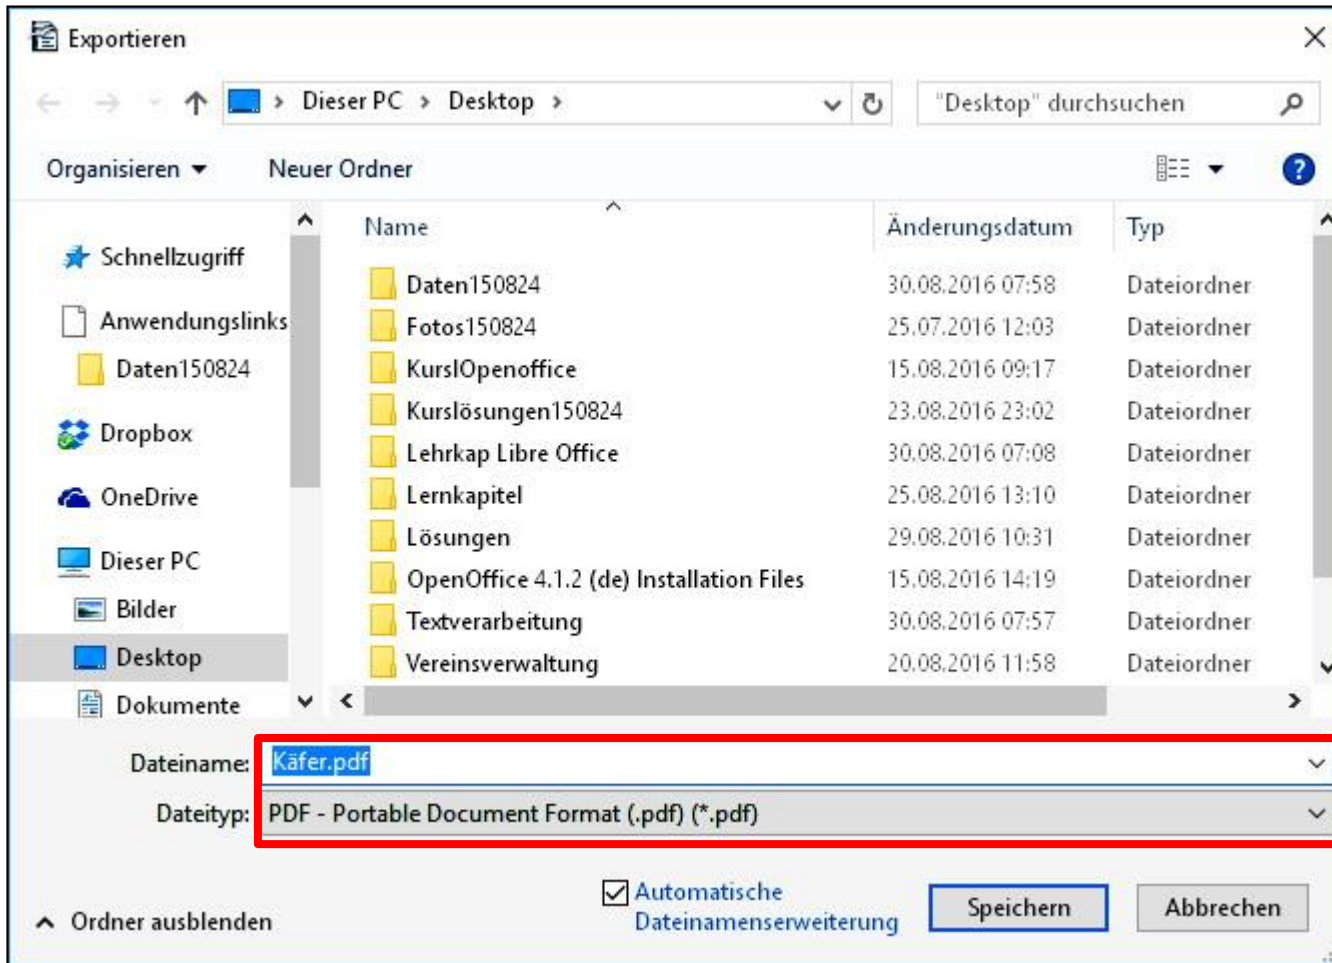 Exportieren
Dieser PC > Desktop >
"Desktop" durchsuchen
Organisieren
Neuer Ordner
Schnellzugriff
Anwendungslinks
Daten150824
Dropbox
OneDrive
Dieser PC
Bilder
Desktop
Dokumente
Name Änderungsdatum Typ
Daten150824 30.08.2016 07:58 Dateiordner
Fotos150824 25.07.2016 12:03 Dateiordner
KurslOpenoffice 15.08.2016 09:17 Dateiordner
Kurslösungen150824 23.08.2016 23:02 Dateiordner
Lehrkap Libre Office 30.08.2016 07:08 Dateiordner
Lernkapitel 25.08.2016 13:10 Dateiordner
Lösungen 29.08.2016 10:31 Dateiordner
OpenOffice 4.1.2 (de) Installation Files 15.08.2016 14:19 Dateiordner
Textverarbeitung 30.08.2016 07:57 Dateiordner
Vereinsverwaltung 20.08.2016 11:58 Dateiordner
Dateiname: Käfer.pdf
Dateityp: PDF - Portable Document Format (.pdf) (*.pdf)
Ordner ausblenden
Automatische
Dateinamenserweiterung
Speichern
Abbrechen